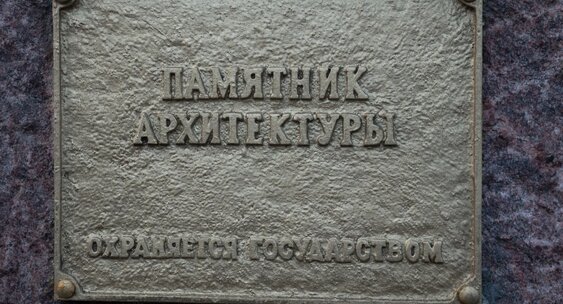 ПАМЯТНИК
АРХИТЕКТУРЫ
ОХРАНЯЕТСЯ ГОСУДАРСТВОМ